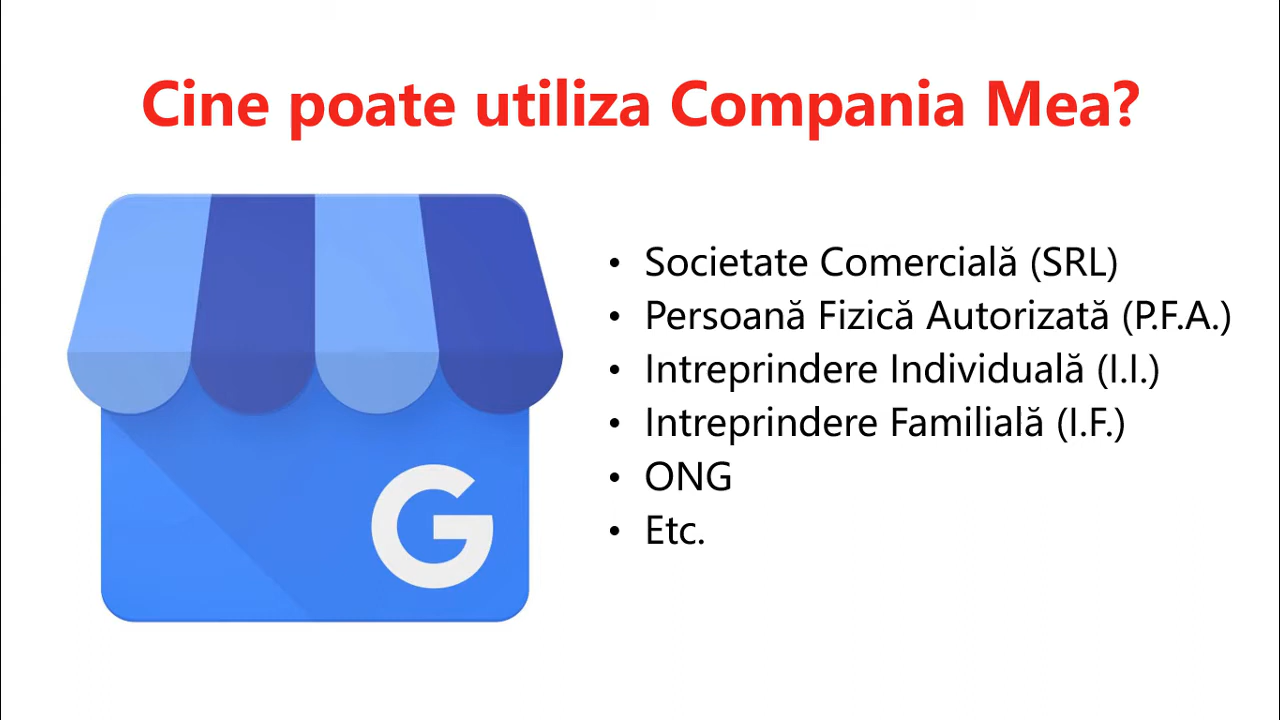 Cine poate utiliza Compania Mea?
• Societate Comercială (SRL)
• Persoană Fizică Autorizată (P.F.A.)
• Intreprindere Individuală (I.I.)
• Intreprindere Familială (I.F.)
• ONG
• Etc.
G